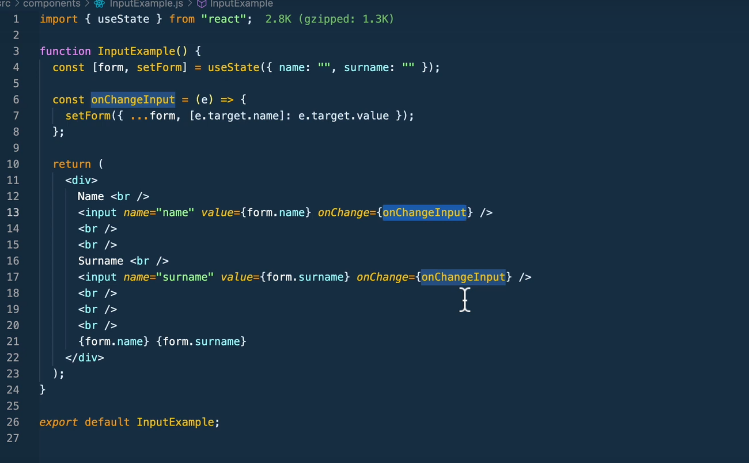 src > components > InputExample.js > InputExample
1 import { useState } from "react"; 2.8K (gzipped: 1.3K)
2
3 function InputExample() {
4 const [form, setForm] = useState({ name: "", surname: "" });
5
6 const onChangeInput = (e) => {
7 setForm({ ...form, [e.target.name]: e.target.value });
8 };
9
10 return (
11 <div>
12 Name <br />
13 <input name="name" value={form.name} onChange={onChangeInput} />
14 <br />
15 <br />
16 Surname <br />
17 <input name="surname" value={form.surname} onChange={onChangeInput} />
18 <br />
19 <br />
20 <br />
21 {form.name} {form.surname}
22 </div>
23 );
24 }
25
26 export default InputExample;
27